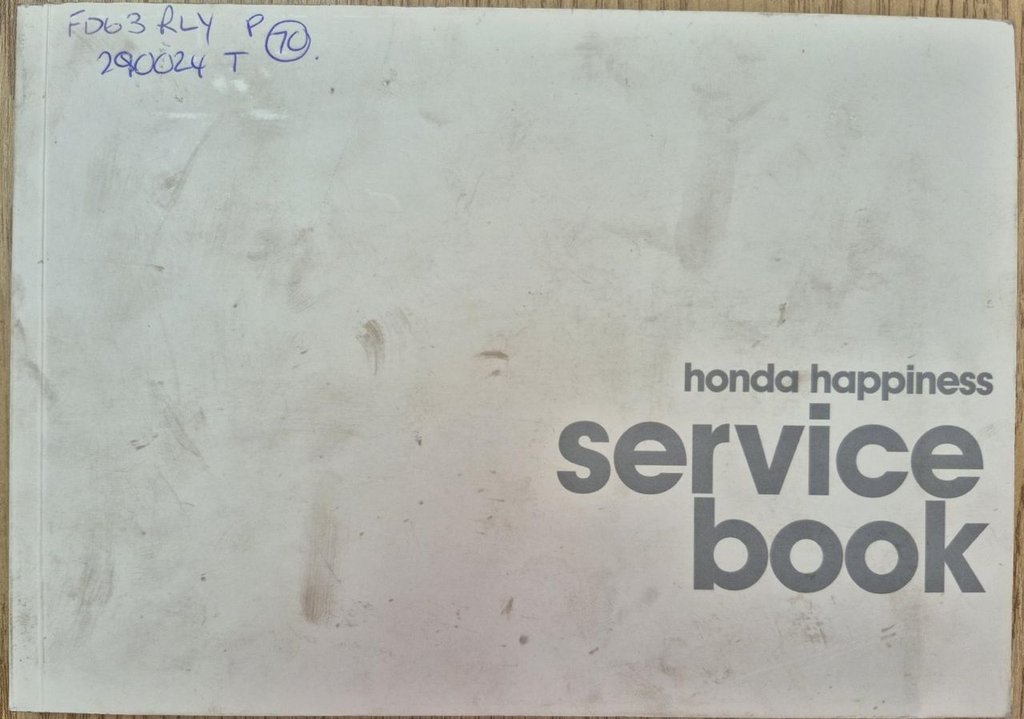 FD63 RLY P 70
290024 T
honda happiness
service
book